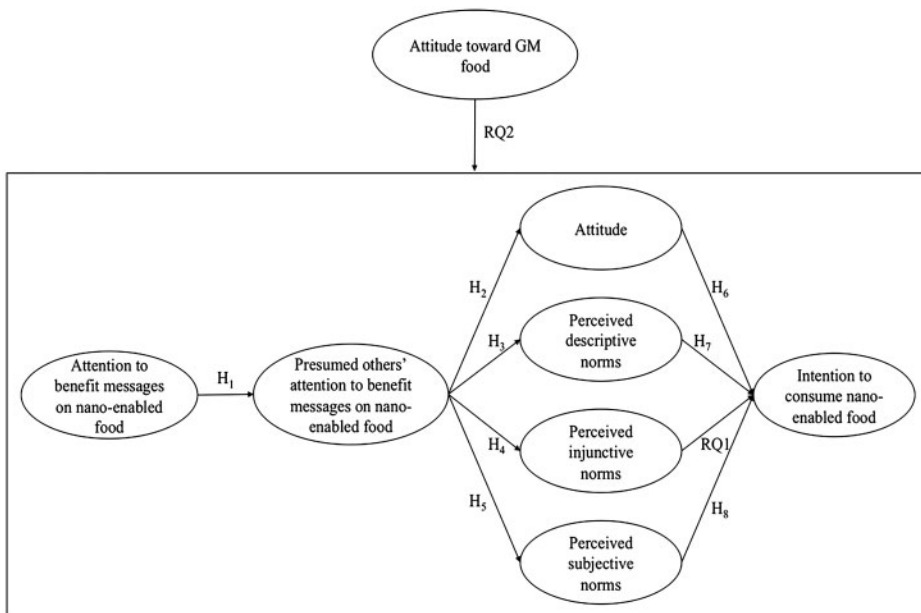 Attitude toward GM
food
RQ2
Attitude
H₂
H₆
Perceived
descriptive
norms
H₃
H₇
Attention to
benefit messages
on nano-enabled
food
H₁
Presumed others’
attention to benefit
messages on nano-
enabled food
Intention to
consume nano-
enabled food
H₄
Perceived
injunctive
norms
RQ1
H₅
H₈
Perceived
subjective
norms